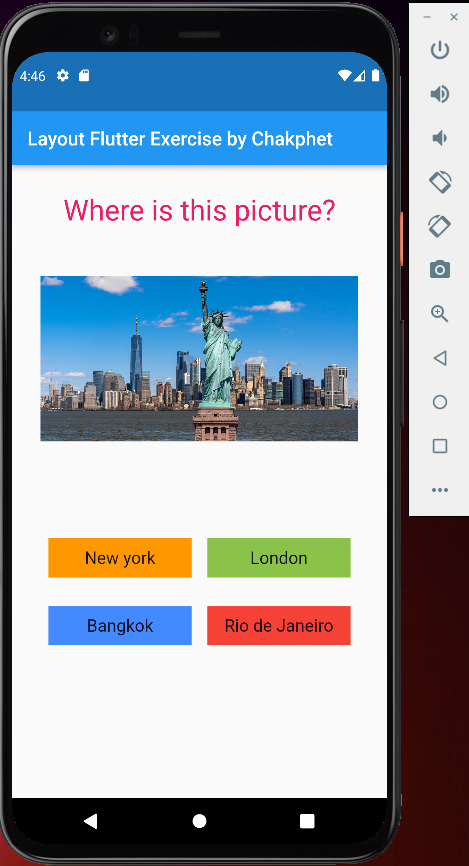 4:46
Layout Flutter Exercise by Chakphet
Where is this picture?
New york
London
Bangkok
Rio de Janeiro